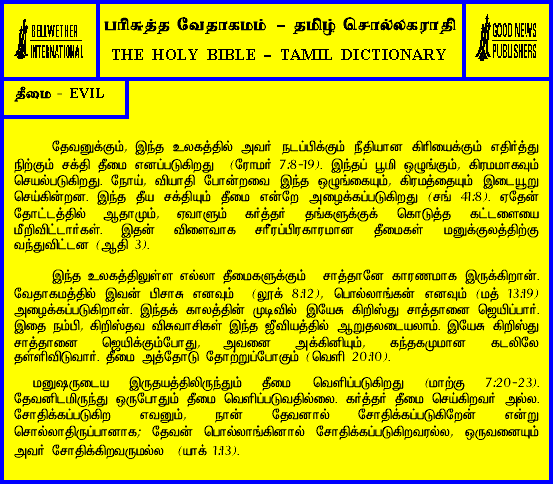 BELLWETHER
INTERNATIONAL
பரிசுத்த வேதாகமம் - தமிழ் சொல்லகராதி
THE HOLY BIBLE - TAMIL DICTIONARY
GOOD NEWS
PUBLISHERS
தீமை - EVIL
தேவனுக்கும், இந்த உலகத்தில் அவர் நடப்பிக்கும் நீதியான கிரியைக்கும் எதிர்த்து
நிற்கும் சக்தி தீமை எனப்படுகிறது (ரோமர் 7:8-19). இந்தப் பூமி ஒழுங்கும், கிரமமாகவும்
செயல்படுகிறது. நோய், வியாதி போன்றவை இந்த ஒழுங்கையும், கிரமத்தையும் இடையூறு
செய்கின்றன. இந்த தீய சக்தியும் தீமை என்றே அழைக்கப்படுகிறது (சங் 41:8). ஏதேன்
தோட்டத்தில் ஆதாமும், ஏவாளும் கர்த்தர் தங்களுக்குக் கொடுத்த கட்டளையை
மீறிவிட்டார்கள். இதன் விளைவாக சரீரப்பிரகாரமான தீமைகள் மனுக்குலத்திற்கு
வந்துவிட்டன (ஆதி 3).
இந்த உலகத்திலுள்ள எல்லா தீமைகளுக்கும் சாத்தானே காரணமாக இருக்கிறான்.
வேதாகமத்தில் இவன் பிசாசு எனவும் (லூக் 8:12), பொல்லாங்கன் எனவும் (மத் 13:19)
அழைக்கப்படுகிறான். இந்தக் காலத்தின் முடிவில் இயேசு கிறிஸ்து சாத்தானை ஜெயிப்பார்.
இதை நம்பி, கிறிஸ்தவ விசுவாசிகள் இந்த ஜீவியத்தில் ஆறுதலடையலாம். இயேசு கிறிஸ்து
சாத்தானை ஜெயிக்கும்போது, அவனை அக்கினியும், கந்தகமுமான கடலிலே
தள்ளிவிடுவார். தீமை அத்தோடு தோற்றுப்போகும் (வெளி 20:10).
மனுஷருடைய இருதயத்திலிருந்தும் தீமை வெளிப்படுகிறது (மாற்கு 7:20-23).
தேவனிடமிருந்து ஒருபோதும் தீமை வெளிப்படுவதில்லை. கர்த்தர் தீமை செய்கிறவர் அல்ல.
சோதிக்கப்படுகிற எவனும், நான் தேவனால் சோதிக்கப்படுகிறேன் என்று
சொல்லாதிருப்பானாக; தேவன் பொல்லாங்கினால் சோதிக்கப்படுகிறவரல்ல, ஒருவனையும்
அவர் சோதிக்கிறவருமல்ல (யாக் 1:13).